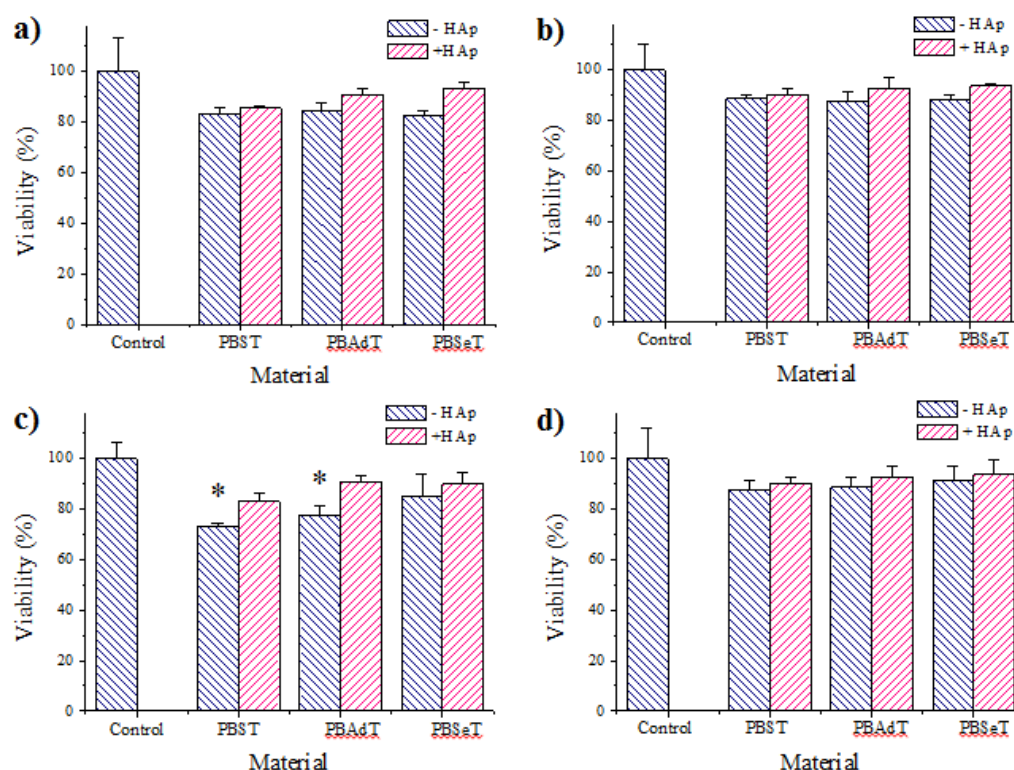 a)
- HAp
+HAp
Viability (%)
100
80
60
40
20
0
Control PBST PBAdT PBSeT
Material
b)
- HAp
+ HAp
Viability (%)
100
80
60
40
20
0
Control PBST PBAdT PBSeT
Material
c)
- HAp
+HAp
Viability (%)
100
80
60
40
20
0
* *
Control PBST PBAdT PBSeT
Material
d)
- HAp
+ HAp
Viability (%)
100
80
60
40
20
0
Control PBST PBAdT PBSeT
Material